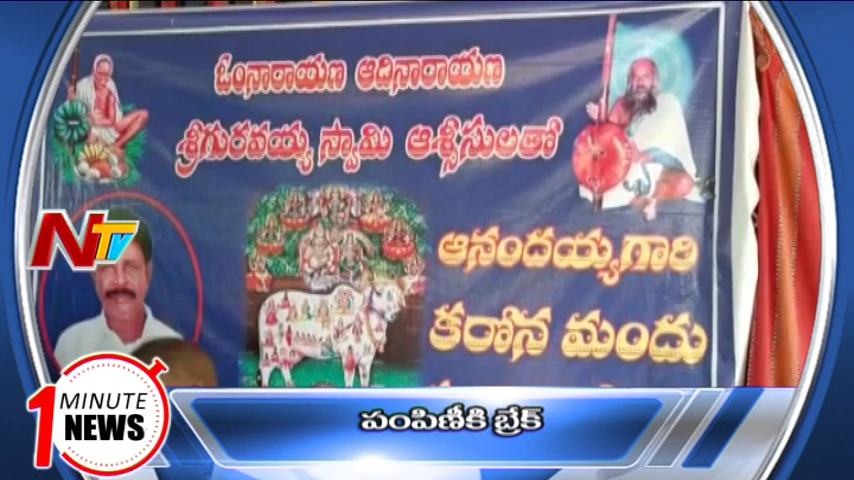 ఓంనారాయణ ఆదినారాయణ
శ్రీగురవయ్య స్వామి ఆశ్సీసులతో
ఆనందయ్యగారి
కరోన మందు
NTV
1 MINUTE
NEWS
పంపిణీకి బ్రేక్